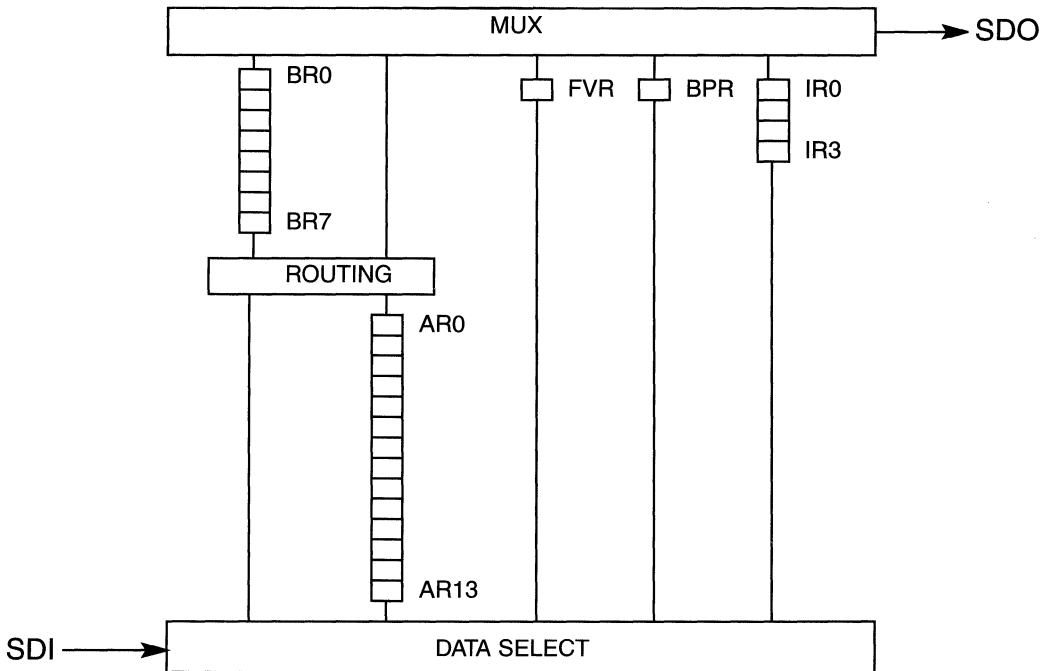 MUX
SDO
BR0
FVR
BPR
IR0
IR3
BR7
ROUTING
AR0
AR13
SDI
DATA SELECT